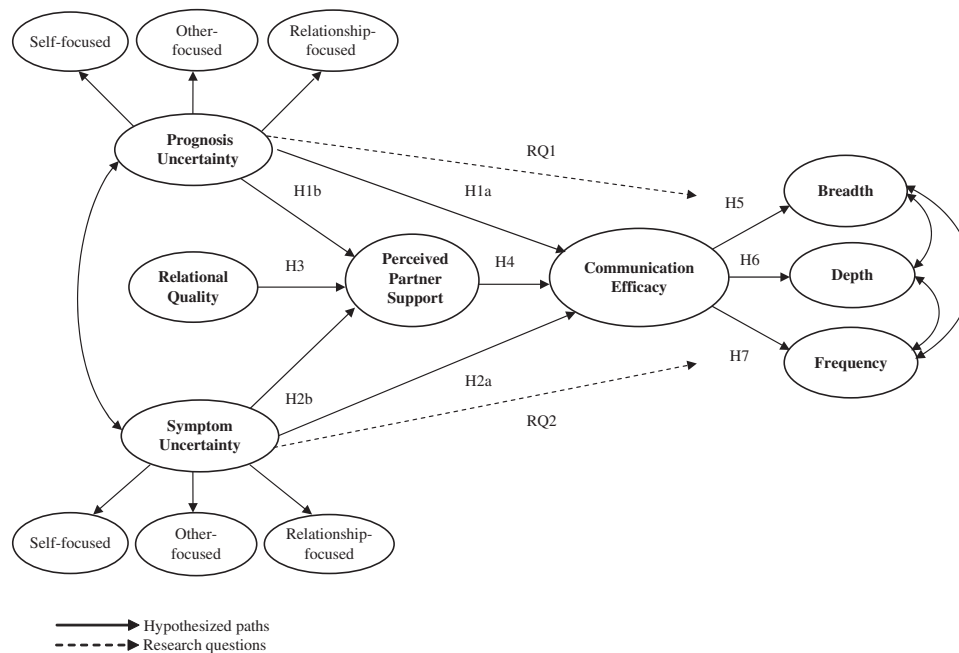 Self-focused
Other-
focused
Relationship-
focused
Prognosis
Uncertainty
RQ1
H1b
H1a
H5
Breadth
Relational
Quality
H3
Perceived
Partner
Support
H4
Communication
Efficacy
H6
Depth
H2b
H2a
H7
Frequency
RQ2
Symptom
Uncertainty
Self-focused
Other-
focused
Relationship-
focused
Hypothesized paths
Research questions